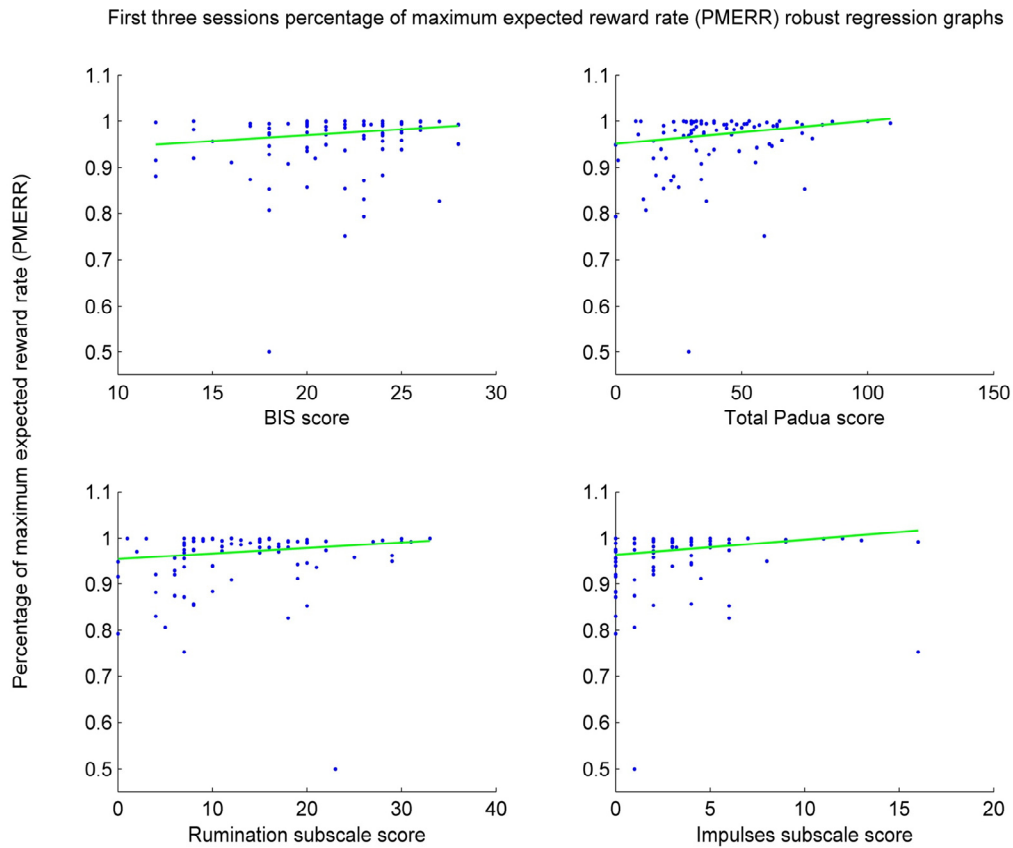 First three sessions percentage of maximum expected reward rate (PMERR) robust regression graphs
Percentage of maximum expected reward rate (PMERR)
1.1
1
0.9
0.8
0.7
0.6
0.5
10 15 20 25 30
BIS score
1.1
1
0.9
0.8
0.7
0.6
0.5
0 50 100 150
Total Padua score
1.1
1
0.9
0.8
0.7
0.6
0.5
0 10 20 30 40
Rumination subscale score
1.1
1
0.9
0.8
0.7
0.6
0.5
0 5 10 15 20
Impulses subscale score